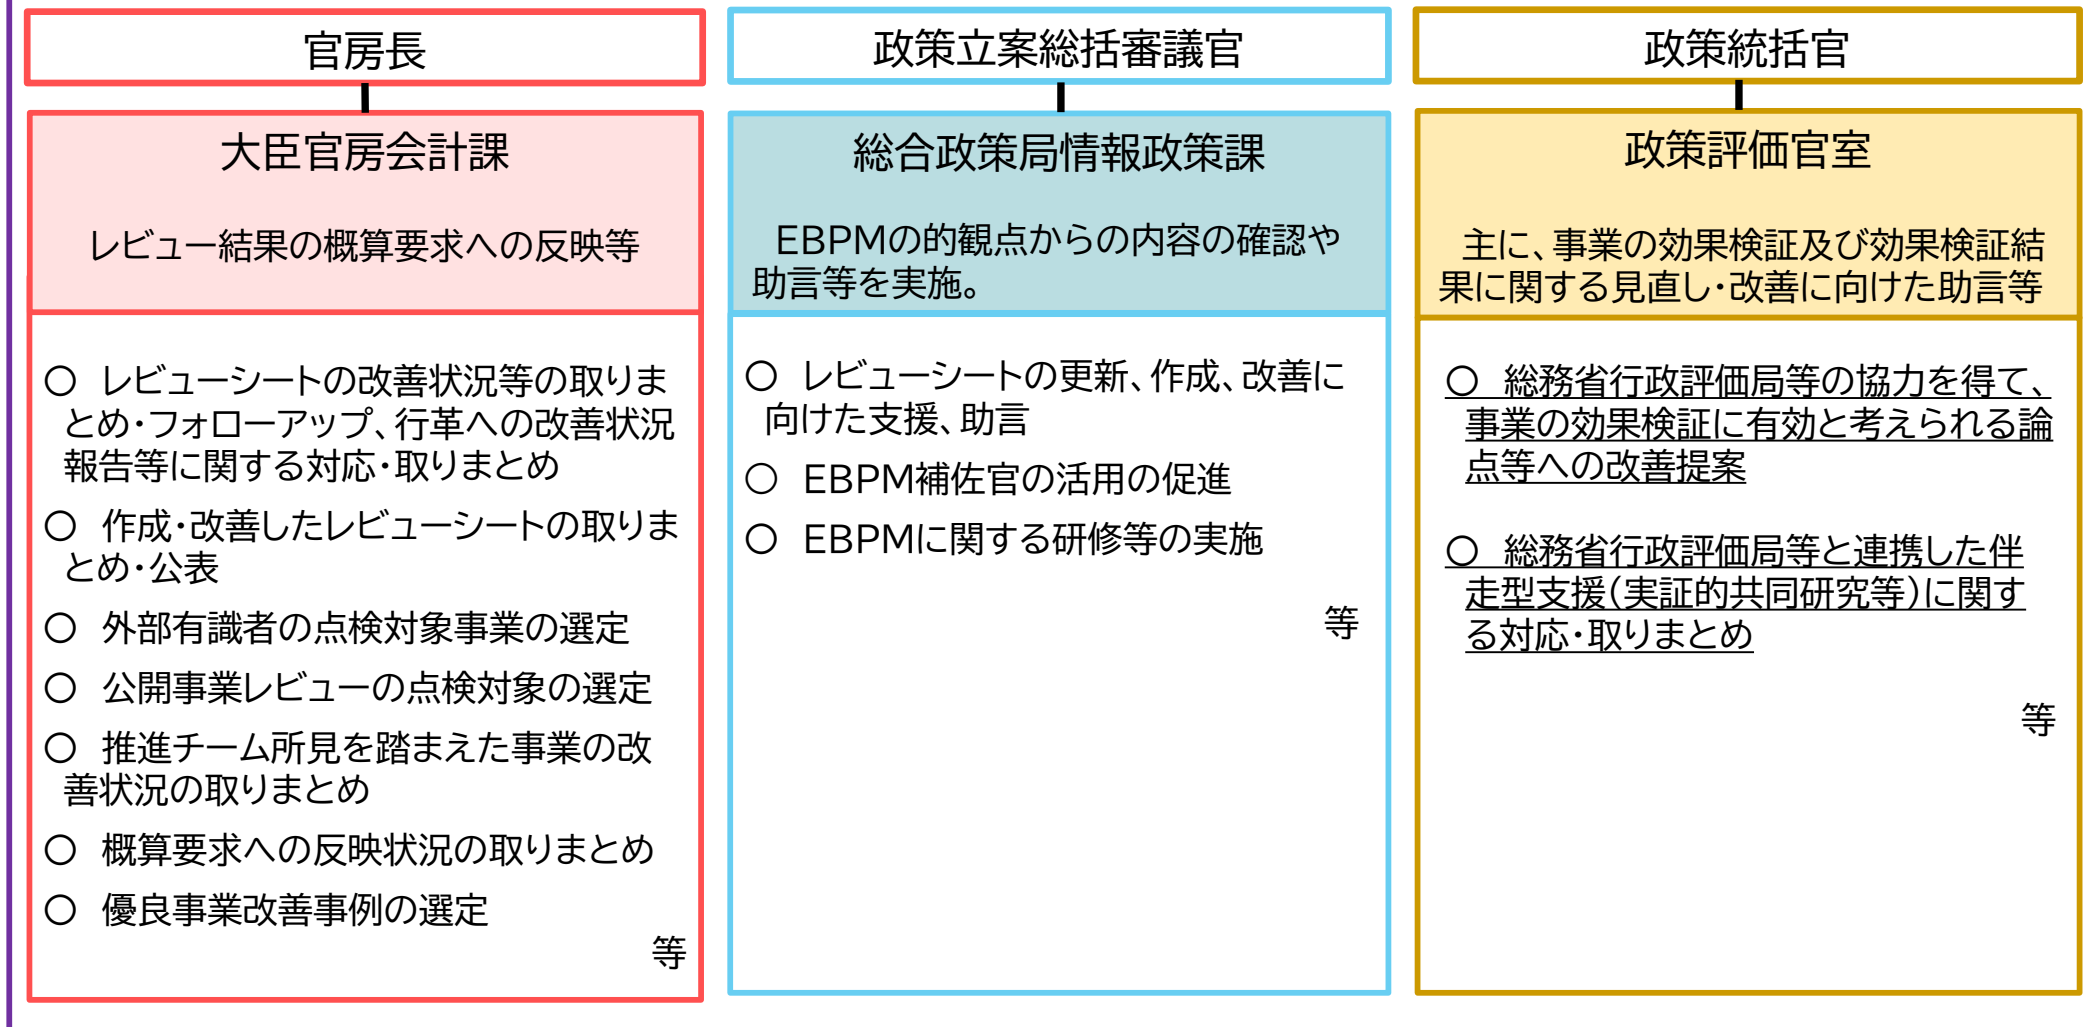 官房長
大臣官房会計課
レビュー結果の概算要求への反映等
〇 レビューシートの改善状況等の取りま
とめ・フォローアップ、行革への改善状況
報告等に関する対応・取りまとめ
〇 作成・改善したレビューシートの取りま
とめ・公表
〇 外部有識者の点検対象事業の選定
〇 公開事業レビューの点検対象の選定
〇 推進チーム所見を踏まえた事業の改
善状況の取りまとめ
〇 概算要求への反映状況の取りまとめ
〇 優良事業改善事例の選定
等
政策立案総括審議官
総合政策局情報政策課
EBPMの的観点からの内容の確認や
助言等を実施。
〇 レビューシートの更新、作成、改善に
向けた支援、助言
〇 EBPM補佐官の活用の促進
〇 EBPMに関する研修等の実施
等
政策統括官
政策評価官室
主に、事業の効果検証及び効果検証結
果に関する見直し・改善に向けた助言等
〇 総務省行政評価局等の協力を得て、
事業の効果検証に有効と考えられる論
点等への改善提案
〇 総務省行政評価局等と連携した伴
走型支援(実証的共同研究等)に関す
る対応・取りまとめ
等